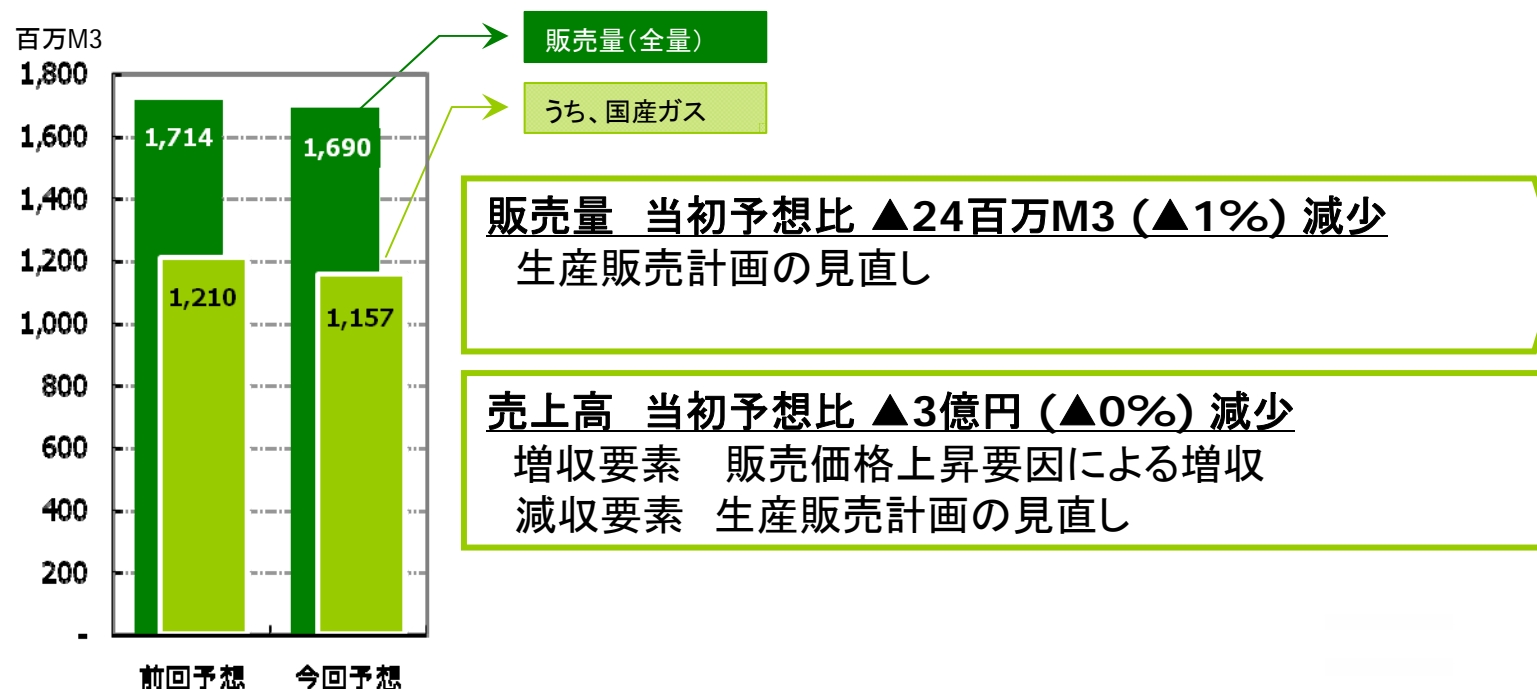 百万M3
1,800
1,600
1,400
1,200
1,000
800
600
400
200
-
1,714
1,690
1,210
1,157
前回予想 今回予想
販売量(全量)
うち、国産ガス
販売量 当初予想比 ▲24百万M3 (▲1%) 減少
生産販売計画の見直し
売上高 当初予想比 ▲3億円 (▲0%) 減少
増収要素 販売価格上昇要因による増収
減収要素 生産販売計画の見直し